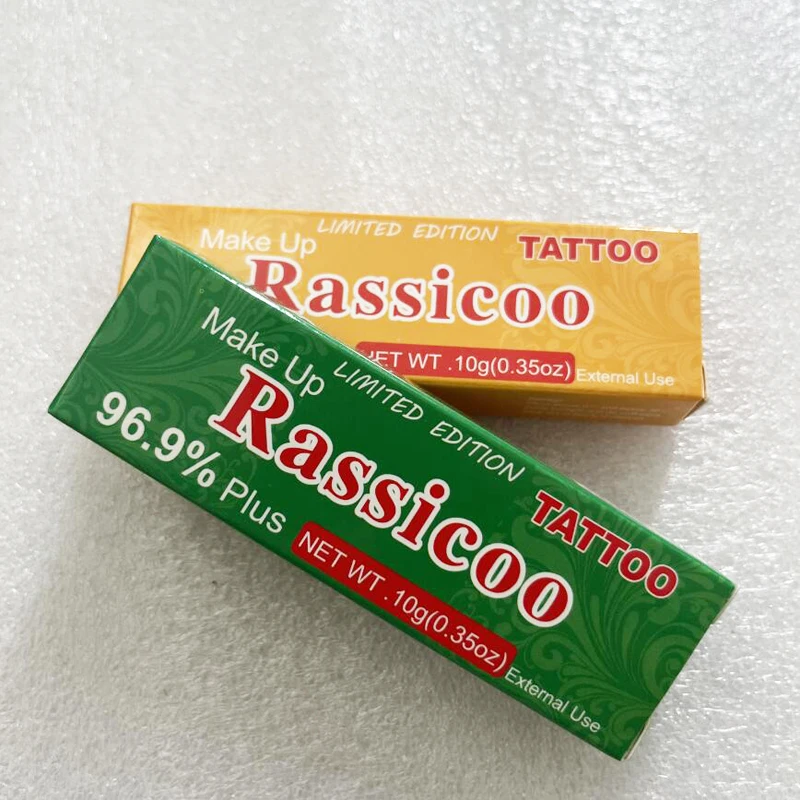 LIMITED EDITION
Make Up
TATTOO
Rassicoo
NET WT .10g(0.35oz)
External Use
Make Up
LIMITED EDITION
Rassicoo
TATTOO
96.9% Plus
NET WT .10g(0.35oz)
External Use